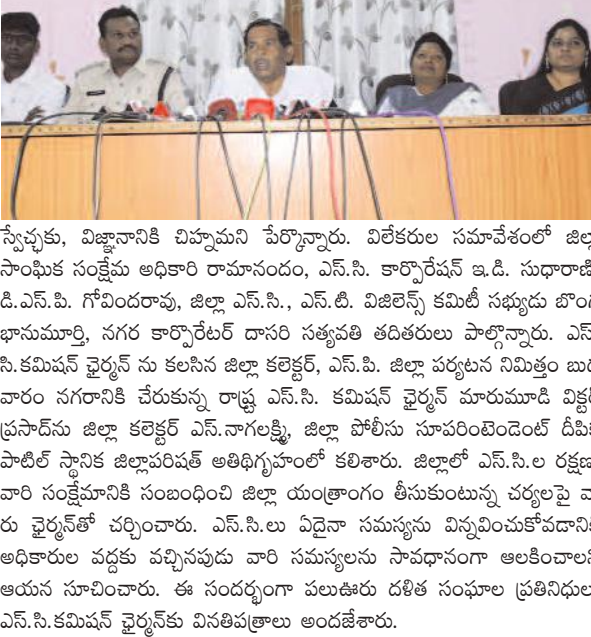 స్వేచ్ఛకు, విజ్ఞానానికి చిహ్నమని పేర్కొన్నారు. విలేకరుల సమావేశంలో జిల్లా
సాంఘిక సంక్షేమ అధికారి రామానందం, ఎస్.సి. కార్పొరేషన్ ఇ.డి. సుధారాణి
డి.ఎస్.పి. గోవిందరావు, జిల్లా ఎస్.సి., ఎస్.టి. విజిలెన్స్ కమిటీ సభ్యుడు
భానుమూర్తి, నగర కార్పొరేటర్ దాసరి సత్యవతి తదితరులు పాల్గొన్నారు. ఎస్
సి.కమిషన్ ఛైర్మన్ ను కలసిన జిల్లా కలెక్టర్, ఎస్.పి. జిల్లా పర్యటన నిమిత్తం బుధ
వారం నగరానికి చేరుకున్న రాష్ట్ర ఎస్.సి. కమిషన్ ఛైర్మన్ మారుమూడి విక్టర్
ప్రసాద్‌ను జిల్లా కలెక్టర్ ఎస్.నాగలక్ష్మి, జిల్లా పోలీసు సూపరింటెండెంట్ దీపిక
పాటిల్ స్థానిక జిల్లాపరిషత్ అతిథిగృహంలో కలిశారు. జిల్లాలో ఎస్.సి.ల రక్షణ
వారి సంక్షేమానికి సంబంధించి జిల్లా యంత్రాంగం తీసుకుంటున్న చర్యలపై వా
రు ఛైర్మన్‌తో చర్చించారు. ఎస్.సి.లు ఏదైనా సమస్యను విన్నవించుకోవడానికి
అధికారుల వద్దకు వచ్చినపుడు వారి సమస్యలను సావధానంగా ఆలకించాలని
ఆయన సూచించారు. ఈ సందర్భంగా పలుఊరు దళిత సంఘాల ప్రతినిధులు
ఎస్.సి.కమిషన్ ఛైర్మన్‌కు వినతిపత్రాలు అందజేశారు.